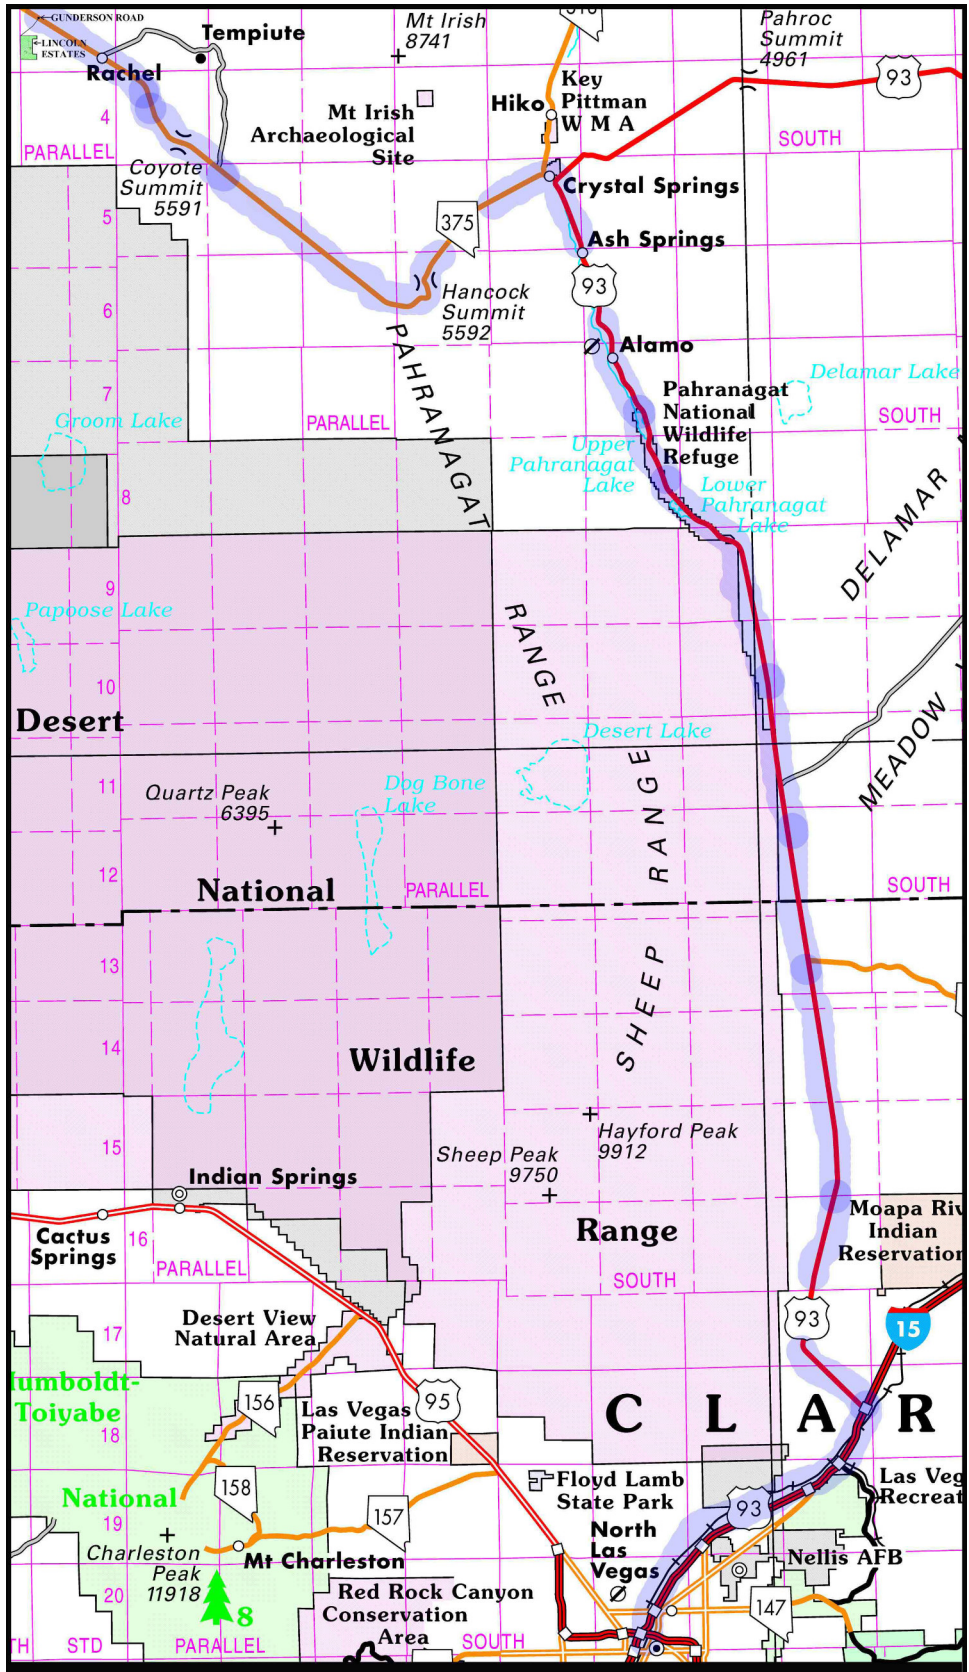 GUNDERSON ROAD
LINCOLN
ESTATES
Tempiute
Rachel
Mt Irish
8741
Pahroc
Summit
4961
93
Key
Pittman
W M A
Hiko
Mt Irish
Archaeological
Site
4
PARALLEL
SOUTH
Coyote
Summit
5591
Crystal Springs
5
375
Ash Springs
93
Hancock
Summit
5592
6
Alamo
PAHRANAGAT
Delamar Lake
7
Pahranagat
National
Wildlife
Refuge
PARALLEL
SOUTH
Groom Lake
Upper
Pahranagat
Lake
Lower
Pahranagat
Lake
8
DELAMAR
9
Papoose Lake
RANGE
10
Desert
MEADOW
Desert Lake
11
Dog Bone
Lake
Quartz Peak
6395
SHEEP RANGE
12
National
PARALLEL
SOUTH
13
14
Wildlife
15
Hayford Peak
9912
Sheep Peak
9750
Indian Springs
Cactus
Springs
16
PARALLEL
Range
SOUTH
Moapa Riv
Indian
Reservation
Desert View
Natural Area
17
93
15
umboldt-
Toiyabe
156
95
C L A R
18
Las Vegas
Paiute Indian
Reservation
National
158
Floyd Lamb
State Park
93
Las Veg
Recreat
19
157
North
Las
Vegas
Charleston
Peak
11918
Mt Charleston
Nellis AFB
20
8
Red Rock Canyon
Conservation
Area
147
TH
STD
PARALLEL
SOUTH